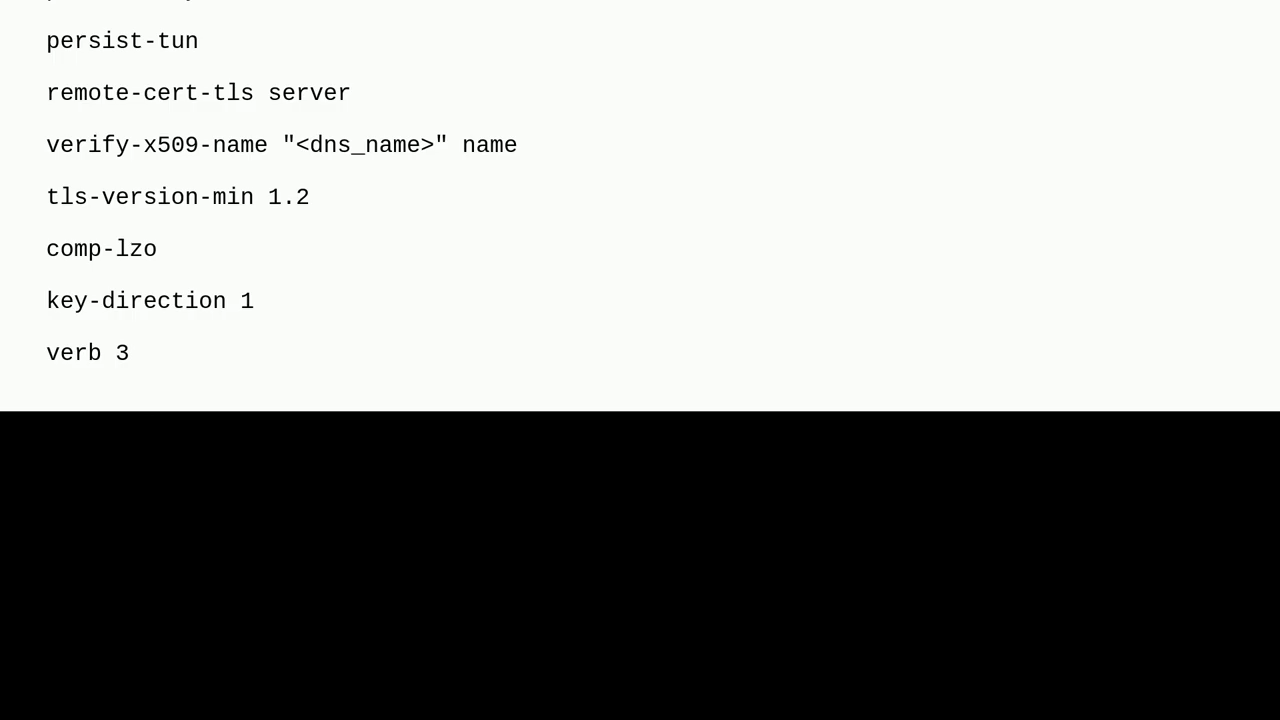 persist-tun
remote-cert-tls server
verify-x509-name "<dns_name>" name
tls-version-min 1.2
comp-lzo
key-direction 1
verb 3